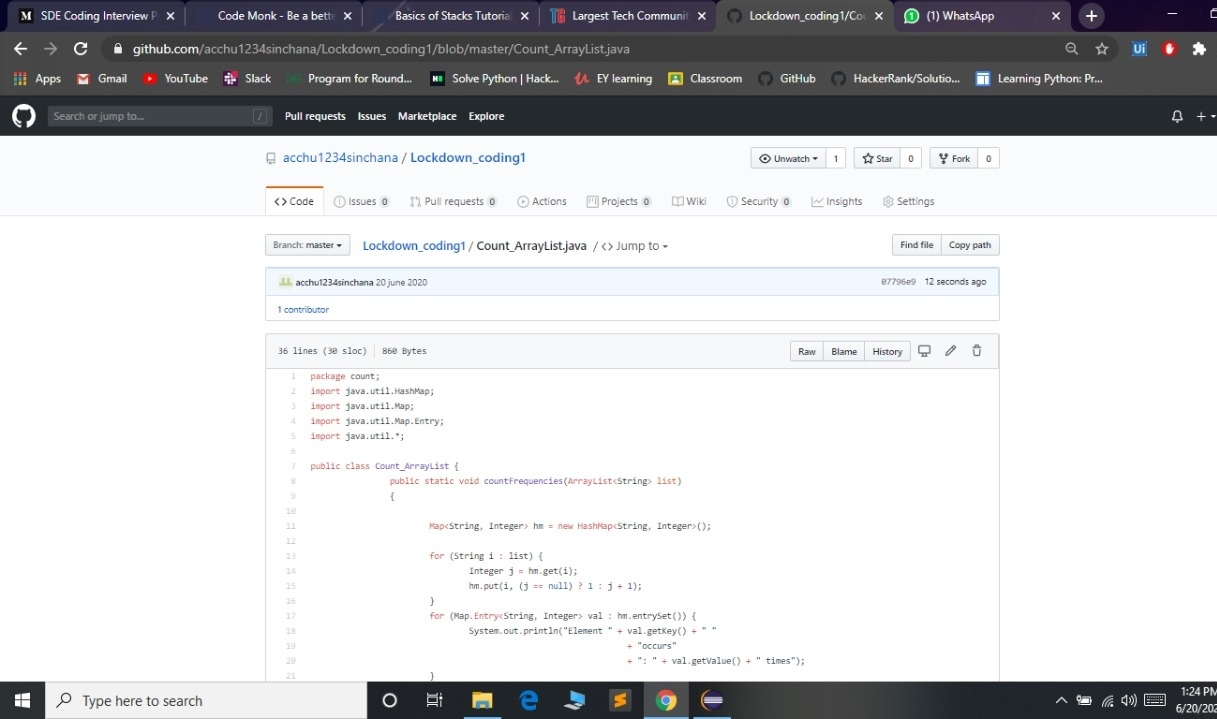 SDE Coding Interview P
Code Monk - Be a bette
Basics of Stacks Tutorial
Largest Tech Communit
Lockdown_coding1/Cou
(1) WhatsApp
github.com/acchu1234sinchana/Lockdown_coding1/blob/master/Count_ArrayList.java
Apps Gmail YouTube Slack Program for Round... Solve Python | Hack... EY learning Classroom GitHub HackerRank/Solutio... Learning Python: Pr...
Search or jump to... / Pull requests Issues Marketplace Explore
acchu1234sinchana / Lockdown_coding1 Unwatch 1 Star 0 Fork 0
<> Code Issues 0 Pull requests 0 Actions Projects 0 Wiki Security 0 Insights Settings
Branch: master Lockdown_coding1 / Count_ArrayList.java / <> Jump to Find file Copy path
acchu1234sinchana 20 june 2020 07796e9 12 seconds ago
1 contributor
36 lines (30 sloc) 860 Bytes Raw Blame History
1 package count;
2 import java.util.HashMap;
3 import java.util.Map;
4 import java.util.Map.Entry;
5 import java.util.*;
6
7 public class Count_ArrayList {
8 public static void countFrequencies(ArrayList<String> list)
9 {
10
11 Map<String, Integer> hm = new HashMap<String, Integer>();
12
13 for (String i : list) {
14 Integer j = hm.get(i);
15 hm.put(i, (j == null) ? 1 : j + 1);
16 }
17 for (Map.Entry<String, Integer> val : hm.entrySet()) {
18 System.out.println("Element " + val.getKey() + " "
19 + "occurs"
20 + ": " + val.getValue() + " times");
21 }
Type here to search
1:24 PM
6/20/202